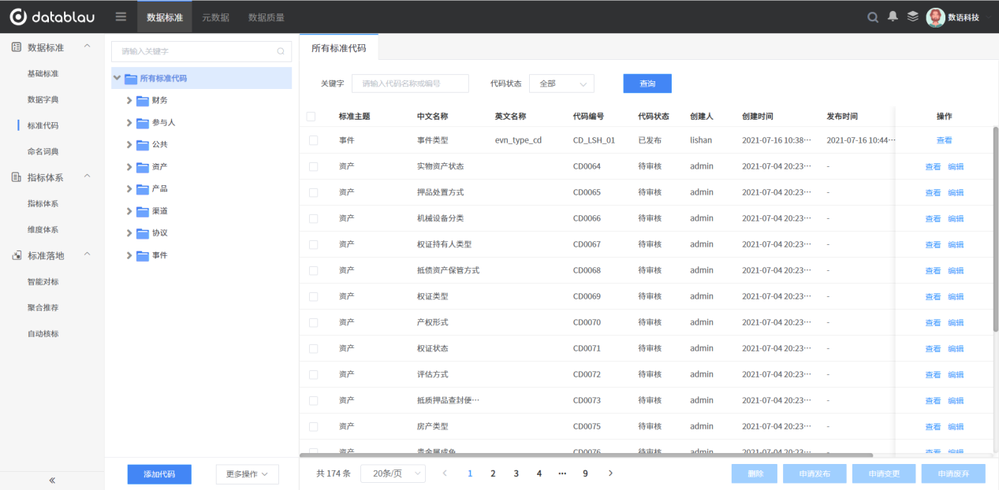 datablau 数据标准 元数据 数据质量 数语科技
数据标准
基础标准
数据字典
标准代码
命名词典
指标体系
指标体系
维度体系
标准落地
智能对标
聚合推荐
自动核标
«
请输入关键字
所有标准代码
财务
参与人
公共
资产
产品
渠道
协议
事件
添加代码 更多操作
所有标准代码
关键字 请输入代码名称或编号 代码状态 全部 查询
标准主题 中文名称 英文名称 代码编号 代码状态 创建人 创建时间 发布时间 操作
事件 事件类型 evn_type_cd CD_LSH_01 已发布 lishan 2021-07-16 10:38… 2021-07-16 10:44… 查看
资产 实物资产状态 CD0064 待审核 admin 2021-07-04 20:23… - 查看 编辑
资产 押品处置方式 CD0065 待审核 admin 2021-07-04 20:23… - 查看 编辑
资产 机械设备分类 CD0066 待审核 admin 2021-07-04 20:23… - 查看 编辑
资产 权证持有人类型 CD0067 待审核 admin 2021-07-04 20:23… - 查看 编辑
资产 抵债资产保管方式 CD0068 待审核 admin 2021-07-04 20:23… - 查看 编辑
资产 权证类型 CD0069 待审核 admin 2021-07-04 20:23… - 查看 编辑
资产 产权形式 CD0070 待审核 admin 2021-07-04 20:23… - 查看 编辑
资产 权证状态 CD0071 待审核 admin 2021-07-04 20:23… - 查看 编辑
资产 评估方式 CD0072 待审核 admin 2021-07-04 20:23… - 查看 编辑
资产 抵质押品查封便… CD0073 待审核 admin 2021-07-04 20:23… - 查看 编辑
资产 房产类型 CD0075 待审核 admin 2021-07-04 20:23… - 查看 编辑
资产 贵金属成色 CD0076 待审核 admin 2021-07-04 20:23… - 查看 编辑
共 174 条 20条/页 < 1 2 3 4 … 9 > 删除 申请发布 申请变更 申请废弃